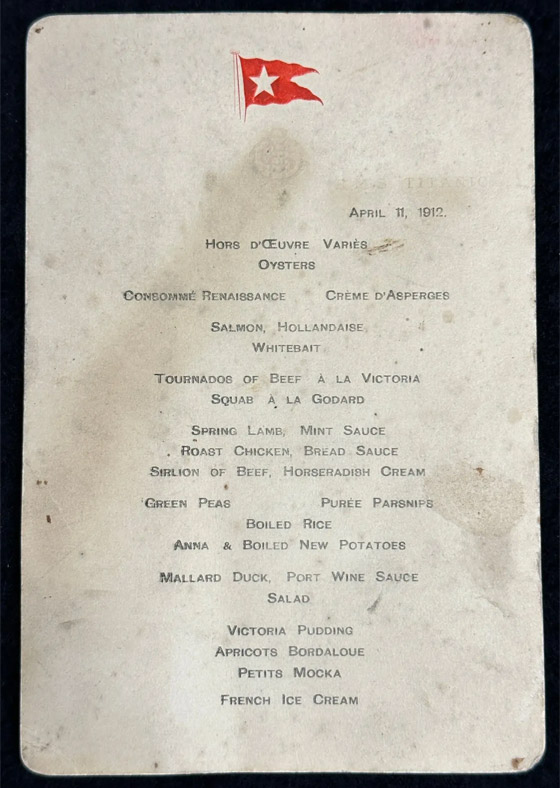 April 11, 1912.
Hors d'Œuvre Variés
Oysters
Consommé Renaissance Crème d'Asperges
Salmon, Hollandaise
Whitebait
Tournados of Beef à la Victoria
Squab à la Godard
Spring Lamb, Mint Sauce
Roast Chicken, Bread Sauce
Sirlion of Beef, Horseradish Cream
Green Peas Purée Parsnips
Boiled Rice
Anna & Boiled New Potatoes
Mallard Duck, Port Wine Sauce
Salad
Victoria Pudding
Apricots Bordaloue
Petits Mocka
French Ice Cream